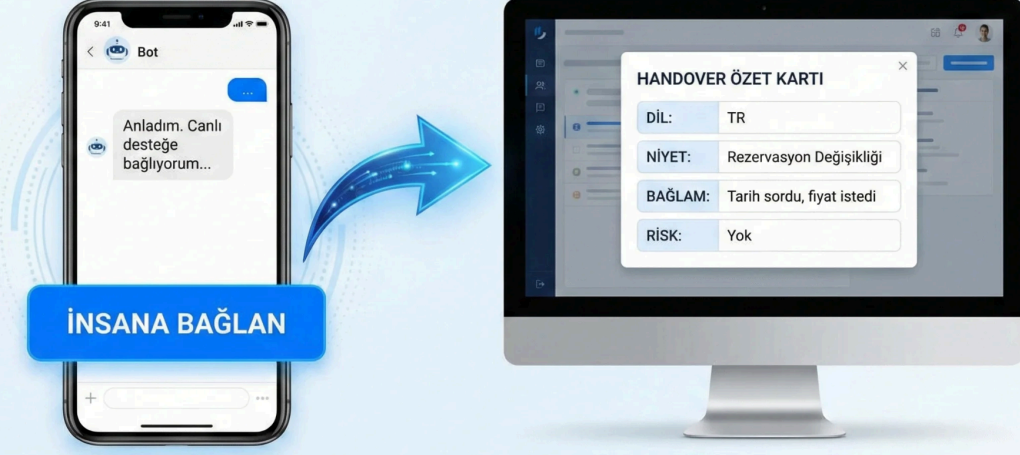 9:41
Bot
...
Anladım. Canlı
desteğe
bağlıyorum...
İNSANA BAĞLAN
HANDOVER ÖZET KARTI
DİL: TR
NİYET: Rezervasyon Değişikliği
BAĞLAM: Tarih sordu, fiyat istedi
RİSK: Yok